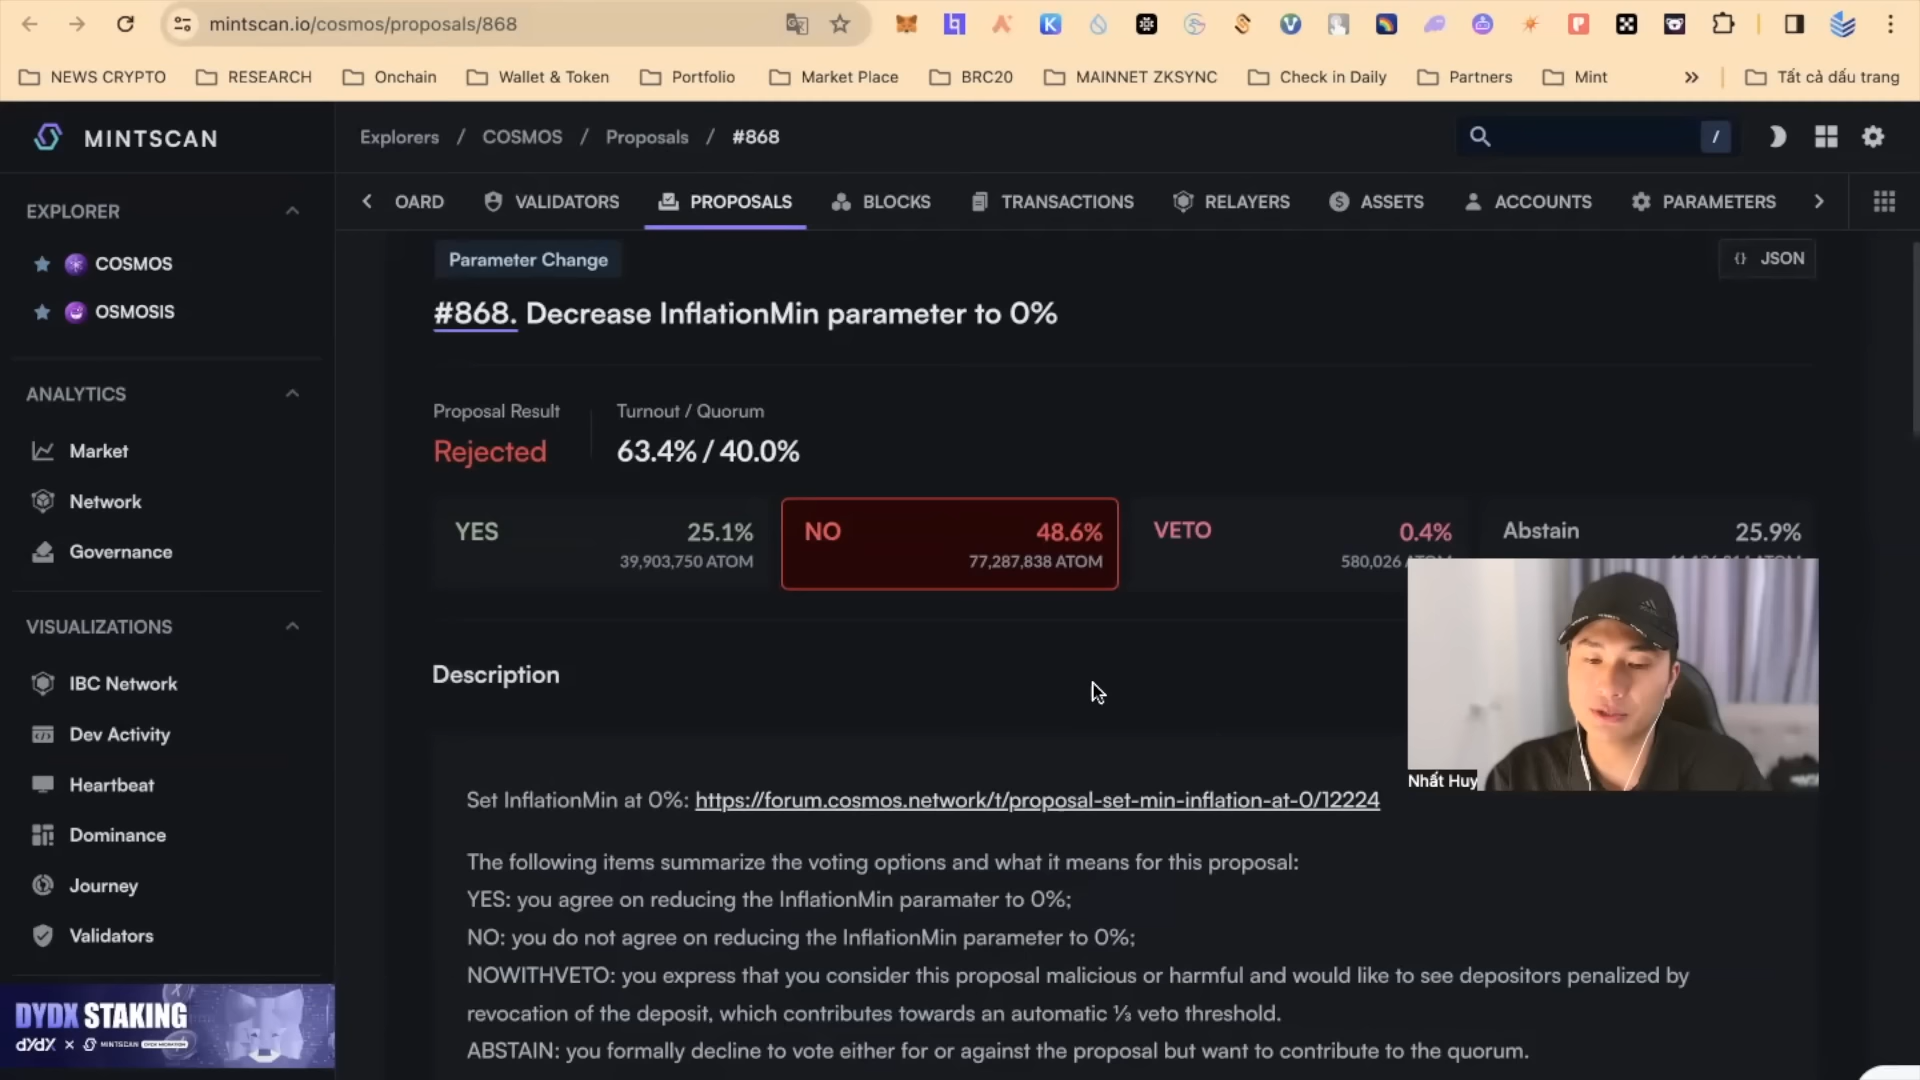 mintscan.io/cosmos/proposals/868
NEWS CRYPTO
RESEARCH
Onchain
Wallet & Token
Portfolio
Market Place
BRC20
MAINNET ZKSYNC
Check in Daily
Partners
Mint
Tất cả dấu trang
MINTSCAN
Explorers / COSMOS / Proposals / #868
/
OARD
VALIDATORS
PROPOSALS
BLOCKS
TRANSACTIONS
RELAYERS
ASSETS
ACCOUNTS
PARAMETERS
EXPLORER
COSMOS
OSMOSIS
ANALYTICS
Market
Network
Governance
VISUALIZATIONS
IBC Network
Dev Activity
Heartbeat
Dominance
Journey
Validators
DYDX STAKING
dYdX × MINTSCAN
Parameter Change
{} JSON
#868. Decrease InflationMin parameter to 0%
Proposal Result
Rejected
Turnout / Quorum
63.4% / 40.0%
YES 25.1%
39,903,750 ATOM
NO 48.6%
77,287,838 ATOM
VETO 0.4%
580,026 ATOM
Abstain 25.9%
Nhất Huy
Description
Set InflationMin at 0%: https://forum.cosmos.network/t/proposal-set-min-inflation-at-0/12224
The following items summarize the voting options and what it means for this proposal:
YES: you agree on reducing the InflationMin paramater to 0%;
NO: you do not agree on reducing the InflationMin parameter to 0%;
NOWITHVETO: you express that you consider this proposal malicious or harmful and would like to see depositors penalized by
revocation of the deposit, which contributes towards an automatic ⅓ veto threshold.
ABSTAIN: you formally decline to vote either for or against the proposal but want to contribute to the quorum.